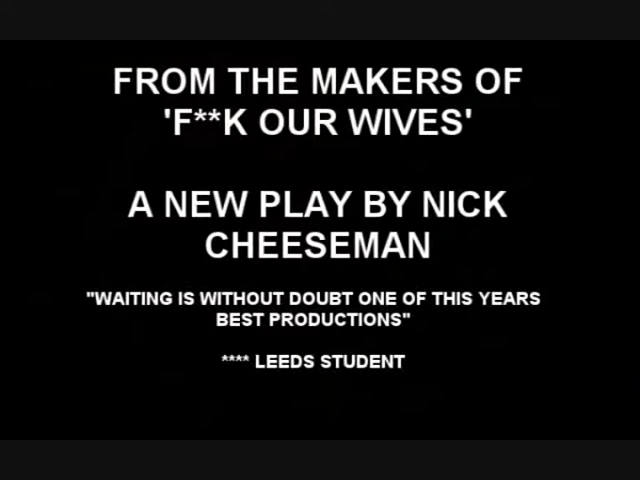 FROM THE MAKERS OF
'F**K OUR WIVES'
A NEW PLAY BY NICK
CHEESEMAN
"WAITING IS WITHOUT DOUBT ONE OF THIS YEARS
BEST PRODUCTIONS"
**** LEEDS STUDENT